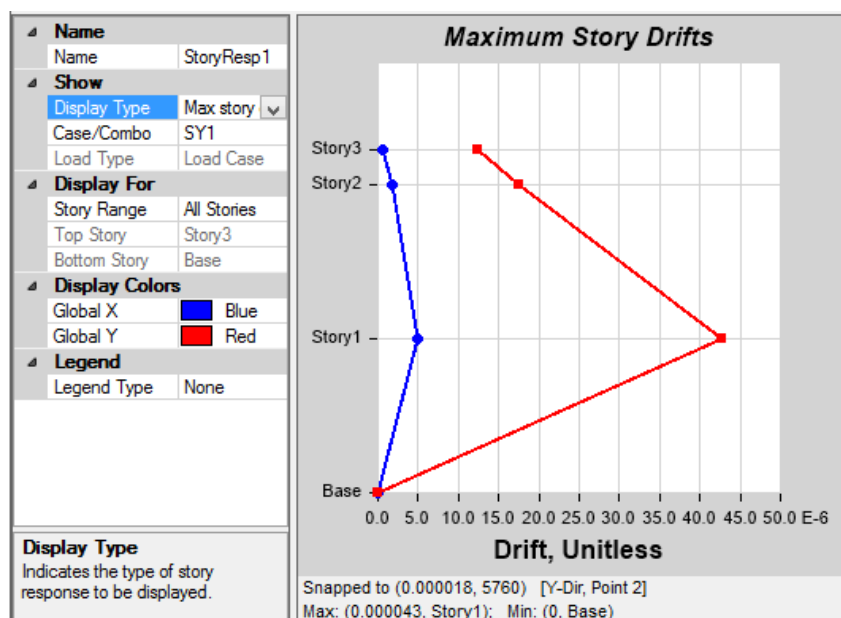 Name
Name StoryResp1
Show
Display Type Max story
Case/Combo SY1
Load Type Load Case
Display For
Story Range All Stories
Top Story Story3
Bottom Story Base
Display Colors
Global X Blue
Global Y Red
Legend
Legend Type None
Display Type
Indicates the type of story
response to be displayed.
Maximum Story Drifts
Story3
Story2
Story1
Base
0.0 5.0 10.0 15.0 20.0 25.0 30.0 35.0 40.0 45.0 50.0 E-6
Drift, Unitless
Snapped to (0.000018, 5760) [Y-Dir, Point 2]
Max: (0.000043, Story1); Min: (0, Base)